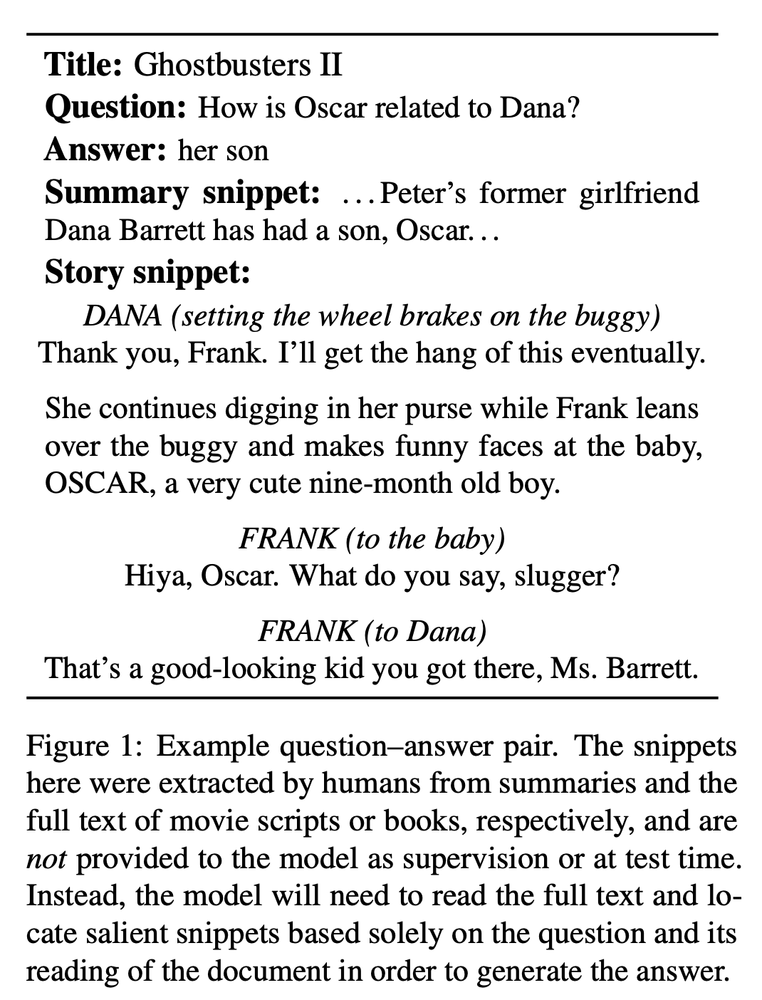 Title: Ghostbusters II
Question: How is Oscar related to Dana?
Answer: her son
Summary snippet: …Peter’s former girlfriend
Dana Barrett has had a son, Oscar…
Story snippet:
DANA (setting the wheel brakes on the buggy)
Thank you, Frank. I’ll get the hang of this eventually.
She continues digging in her purse while Frank leans
over the buggy and makes funny faces at the baby,
OSCAR, a very cute nine-month old boy.
FRANK (to the baby)
Hiya, Oscar. What do you say, slugger?
FRANK (to Dana)
That’s a good-looking kid you got there, Ms. Barrett.
Figure 1: Example question–answer pair. The snippets
here were extracted by humans from summaries and the
full text of movie scripts or books, respectively, and are
not provided to the model as supervision or at test time.
Instead, the model will need to read the full text and lo-
cate salient snippets based solely on the question and its
reading of the document in order to generate the answer.